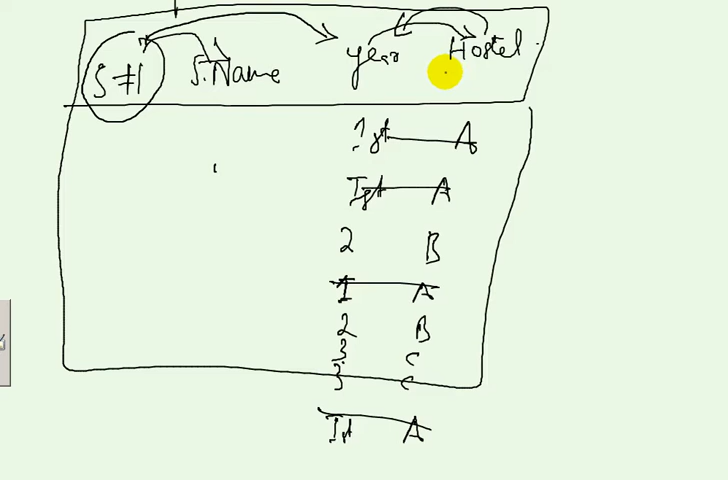 S# S.Name year Hostel
1st A
Ist A
2 B
1 A
2 B
3 C
3 C
Ist A